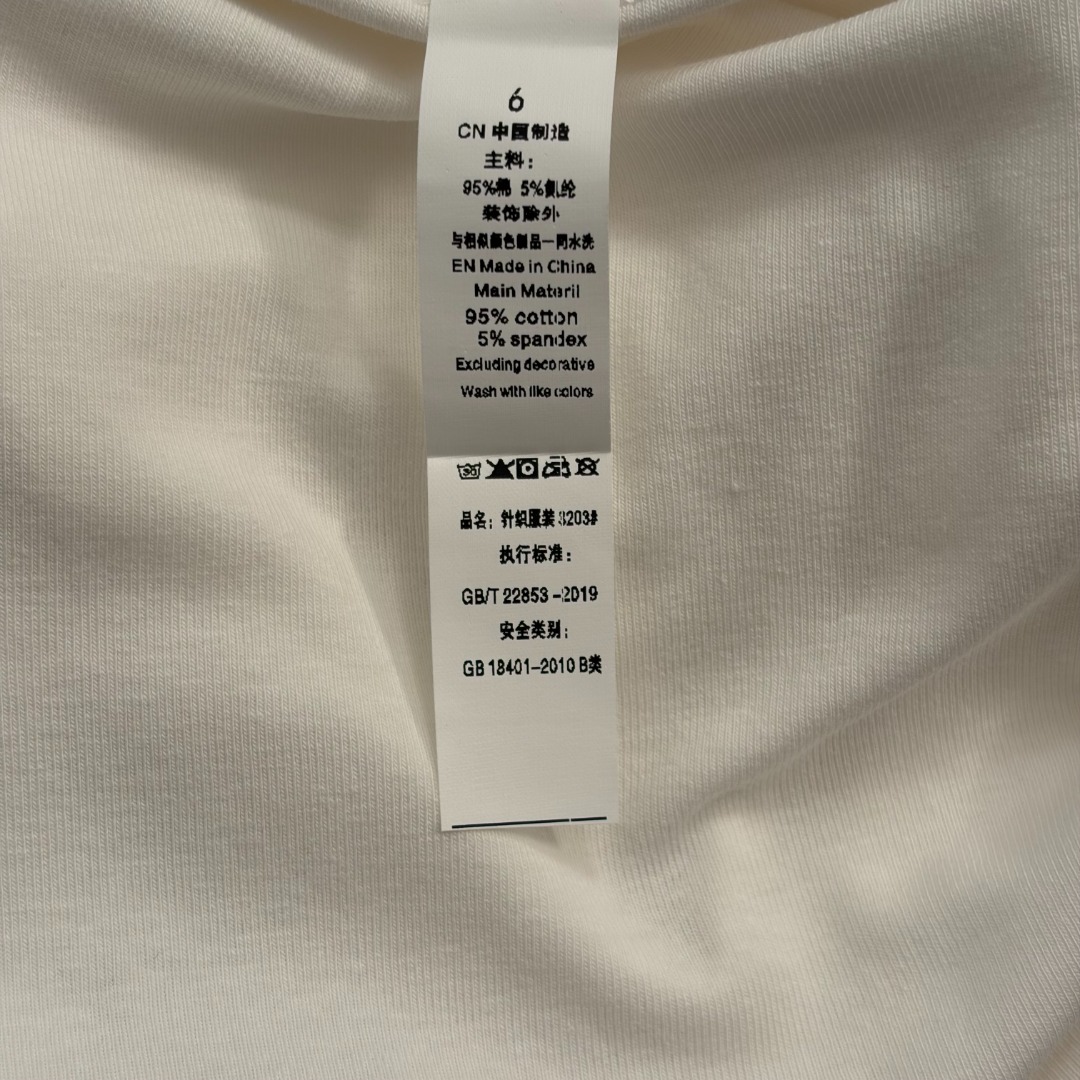 6
CN 中国制造
主料：
95%棉 5%氨纶
装饰除外
与相似颜色制品一同水洗
EN Made in China
Main Materil
95% cotton
5% spandex
Excluding decorative
Wash with like colors
30
品名：针织服装 3203#
执行标准：
GB/T 22853-2019
安全类别：
GB 18401-2010 B类